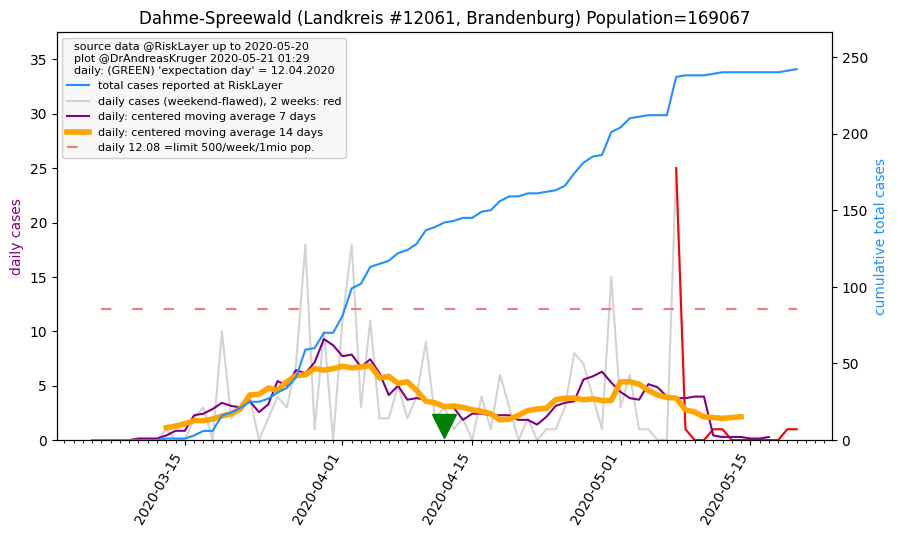 Dahme-Spreewald (Landkreis #12061, Brandenburg) Population=169067
source data @RiskLayer up to 2020-05-20
plot @DrAndreasKruger 2020-05-21 01:29
daily: (GREEN) 'expectation day' = 12.04.2020
total cases reported at RiskLayer
daily cases (weekend-flawed), 2 weeks: red
daily: centered moving average 7 days
daily: centered moving average 14 days
daily 12.08 =limit 500/week/1mio pop.
daily cases
35
30
25
20
15
10
5
0
cumulative total cases
250
200
150
100
50
0
2020-03-15
2020-04-01
2020-04-15
2020-05-01
2020-05-15